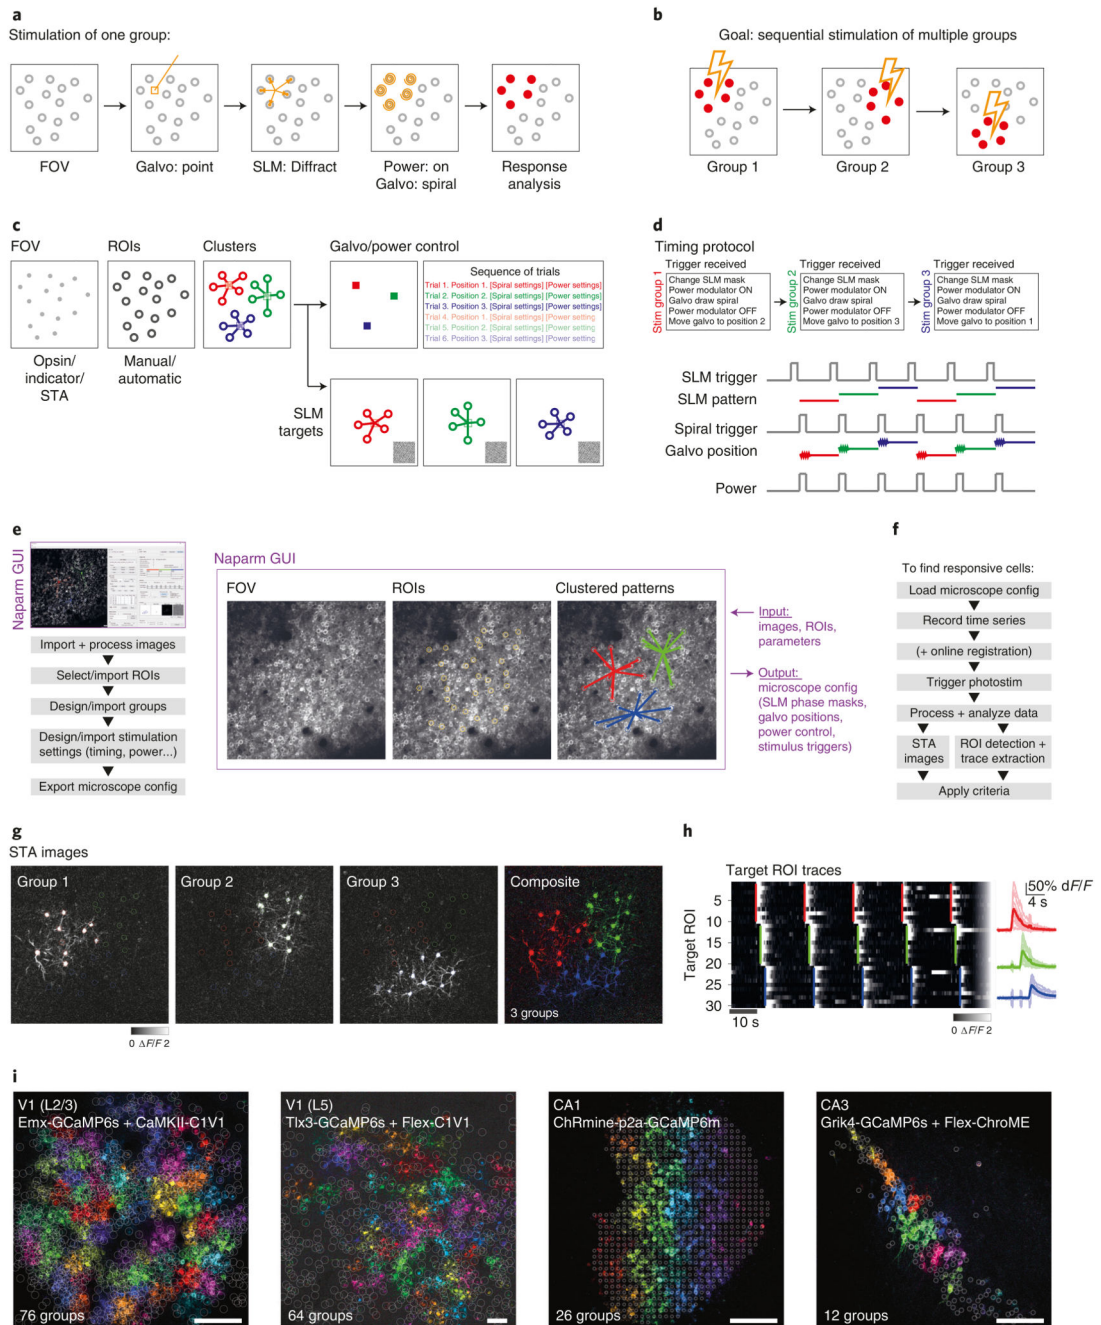 a
Stimulation of one group:
FOV
Galvo: point
SLM: Diffract
Power: on
Galvo: spiral
Response
analysis
b
Goal: sequential stimulation of multiple groups
Group 1
Group 2
Group 3
c
FOV
ROIs
Clusters
Galvo/power control
Sequence of trials
Trial 1. Position 1. [Spiral settings] [Power settings]
Trial 2. Position 2. [Spiral settings] [Power settings]
Trial 3. Position 3. [Spiral settings] [Power settings]
Trial 4. Position 1. [Spiral settings] [Power setting
Trial 5. Position 2. [Spiral settings] [Power setting
Trial 6. Position 3. [Spiral settings] [Power setting
Opsin/
indicator/
STA
Manual/
automatic
SLM
targets
d
Timing protocol
Stim group 1
Trigger received
Change SLM mask
Power modulator ON
Galvo draw spiral
Power modulator OFF
Move galvo to position 2
Stim group 2
Trigger received
Change SLM mask
Power modulator ON
Galvo draw spiral
Power modulator OFF
Move galvo to position 3
Stim group 3
Trigger received
Change SLM mask
Power modulator ON
Galvo draw spiral
Power modulator OFF
Move galvo to position 1
SLM trigger
SLM pattern
Spiral trigger
Galvo position
Power
e
Naparm GUI
Import + process images
Select/import ROIs
Design/import groups
Design/import stimulation
settings (timing, power...)
Export microscope config
Naparm GUI
FOV
ROIs
Clustered patterns
Input:
images, ROIs,
parameters
Output:
microscope config
(SLM phase masks,
galvo positions,
power control,
stimulus triggers)
f
To find responsive cells:
Load microscope config
Record time series
(+ online registration)
Trigger photostim
Process + analyze data
STA
images
ROI detection +
trace extraction
Apply criteria
g
STA images
Group 1
Group 2
Group 3
Composite
3 groups
0 ΔF/F 2
h
Target ROI traces
Target ROI
5
10
15
20
25
30
10 s
0 ΔF/F 2
50% dF/F
4 s
i
V1 (L2/3)
Emx-GCaMP6s + CaMKII-C1V1
76 groups
V1 (L5)
Tlx3-GCaMP6s + Flex-C1V1
64 groups
CA1
ChRmine-p2a-GCaMP6m
26 groups
CA3
Grik4-GCaMP6s + Flex-ChroME
12 groups